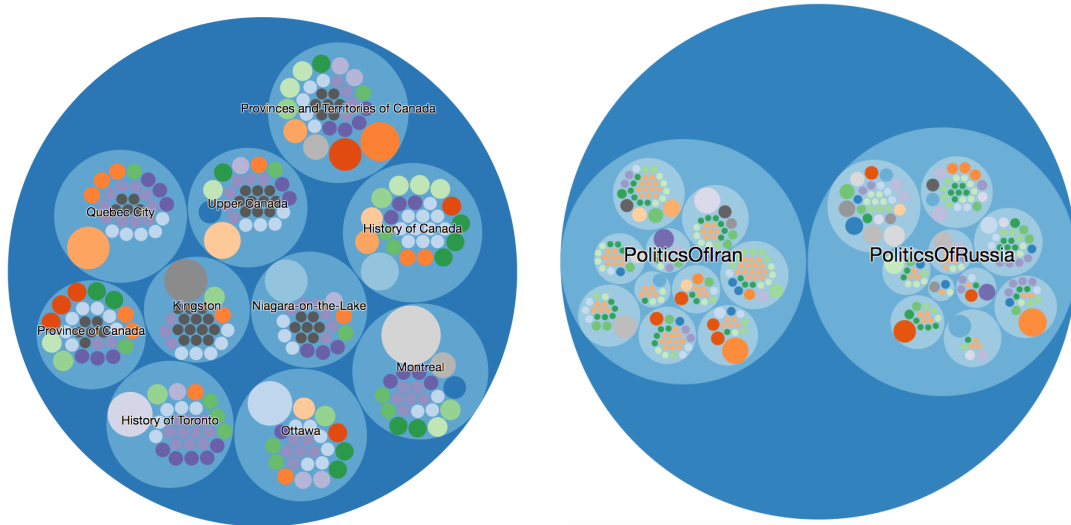 Provinces and Territories of Canada
Quebec City
Upper Canada
History of Canada
Kingston
Niagara-on-the-Lake
Province of Canada
Montreal
History of Toronto
Ottawa
PoliticsOfIran
PoliticsOfRussia